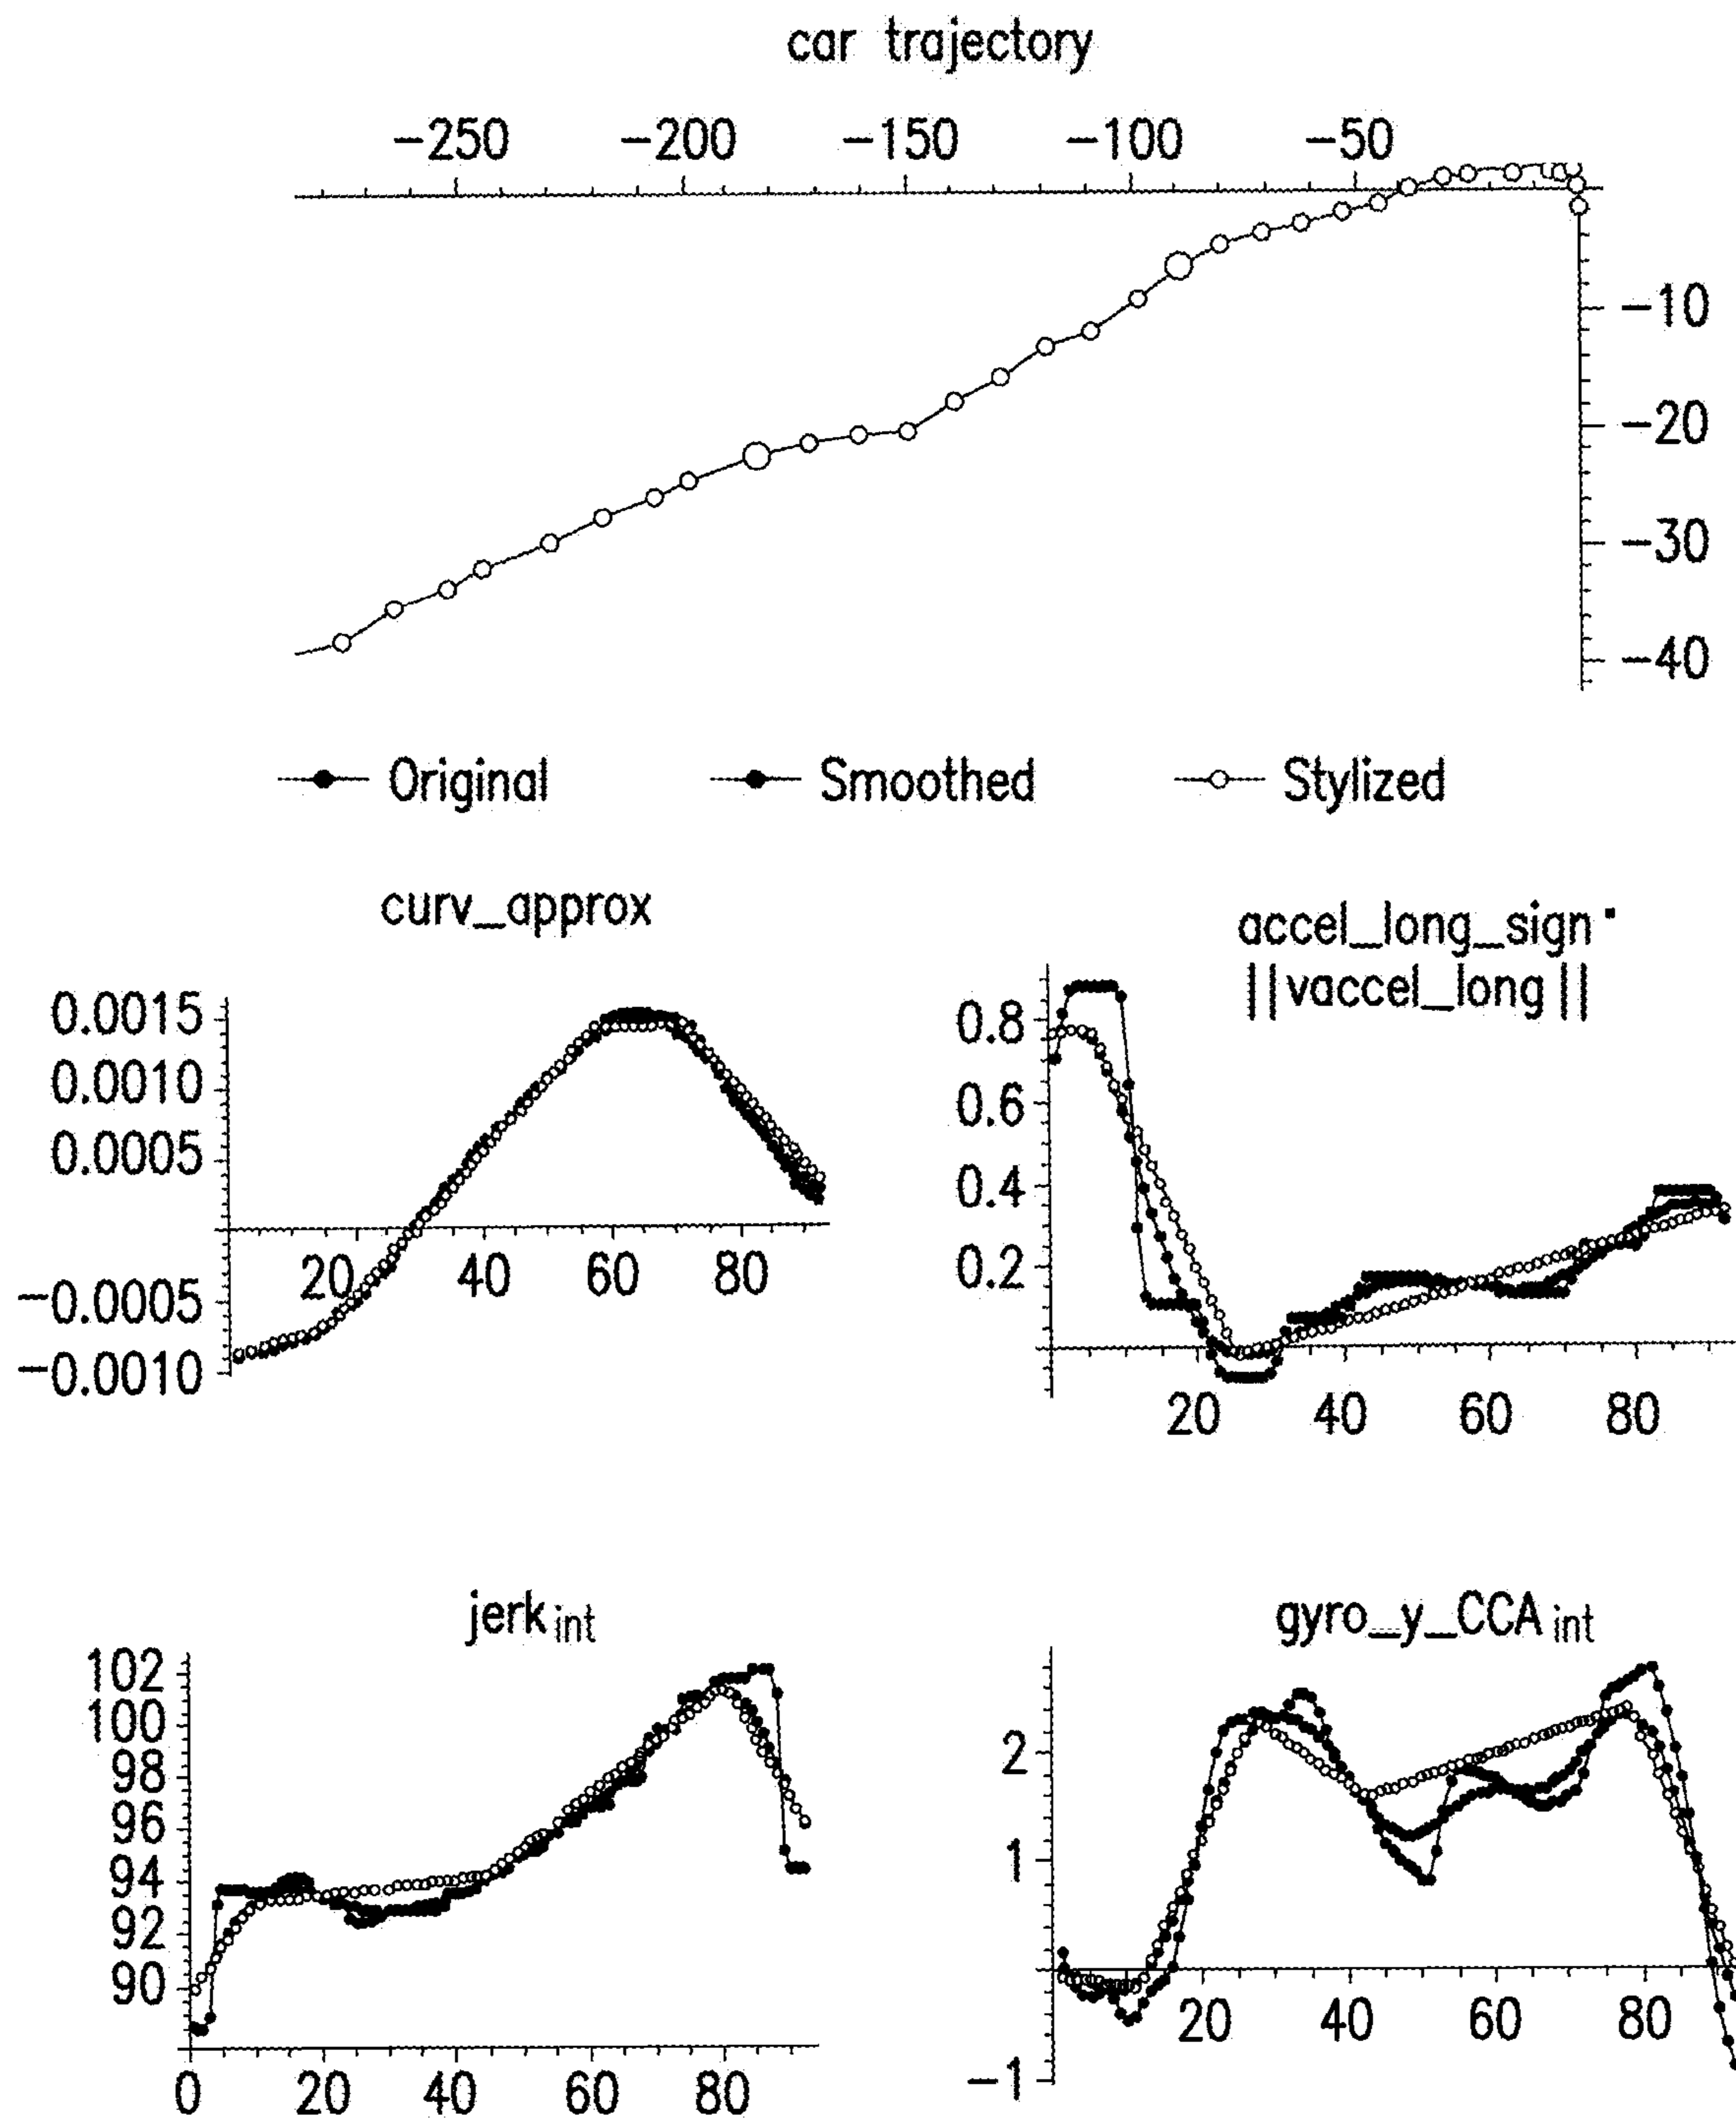 car trajectory
−250 −200 −150 −100 −50
−10
−20
−30
−40
Original Smoothed Stylized
curv_approx
0.0015
0.0010
0.0005
−0.0005
−0.0010
20 40 60 80
accel_long_sign·
||vaccel_long||
0.8
0.6
0.4
0.2
20 40 60 80
jerk int
102
100
98
96
94
92
90
0 20 40 60 80
gyro_y_CCA int
2
1
−1
20 40 60 80